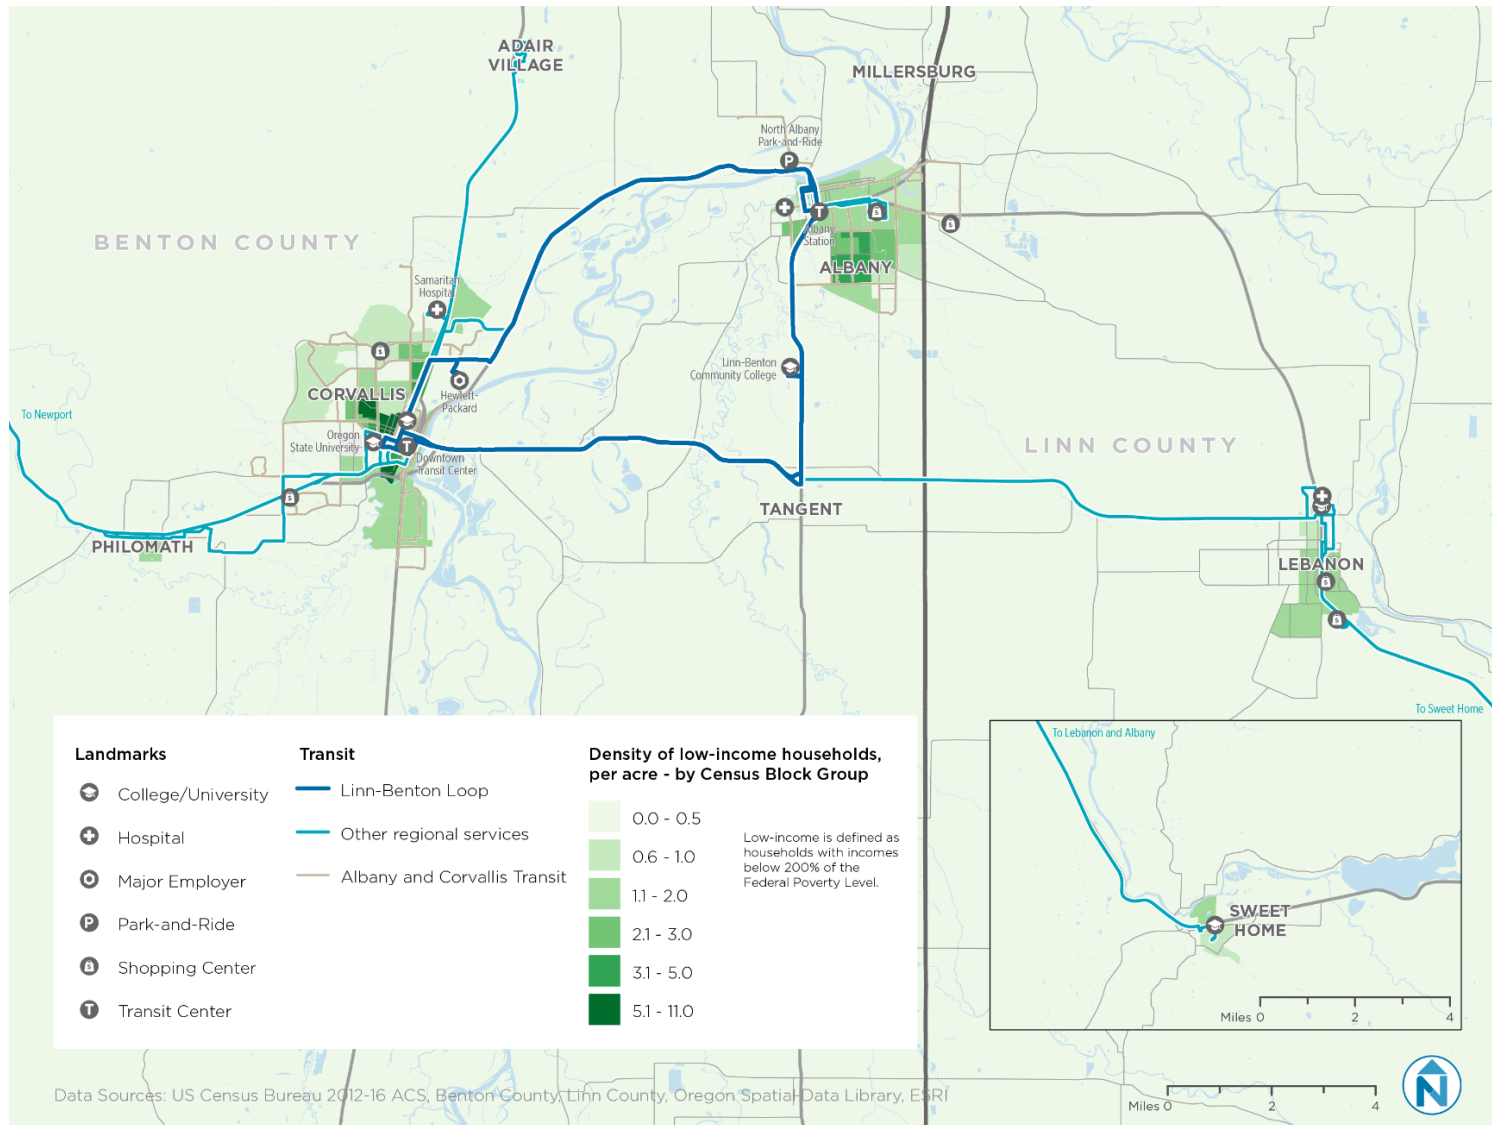 ADAIR
VILLAGE
MILLERSBURG
North Albany
Park-and-Ride
P
BENTON COUNTY
T
Albany
Station
ALBANY
Samaritan
Hospital
Linn-Benton
Community College
CORVALLIS
Hewlett-
Packard
To Newport
Oregon
State University
T
Downtown
Transit Center
LINN COUNTY
TANGENT
PHILOMATH
LEBANON
To Sweet Home
Landmarks
College/University
Hospital
Major Employer
P Park-and-Ride
Shopping Center
T Transit Center
Transit
Linn-Benton Loop
Other regional services
Albany and Corvallis Transit
Density of low-income households,
per acre - by Census Block Group
0.0 - 0.5
0.6 - 1.0
1.1 - 2.0
2.1 - 3.0
3.1 - 5.0
5.1 - 11.0
Low-income is defined as
households with incomes
below 200% of the
Federal Poverty Level.
To Lebanon and Albany
SWEET
HOME
Miles 0 2 4
Data Sources: US Census Bureau 2012-16 ACS, Benton County, Linn County, Oregon Spatial Data Library, ESRI
Miles 0 2 4
N